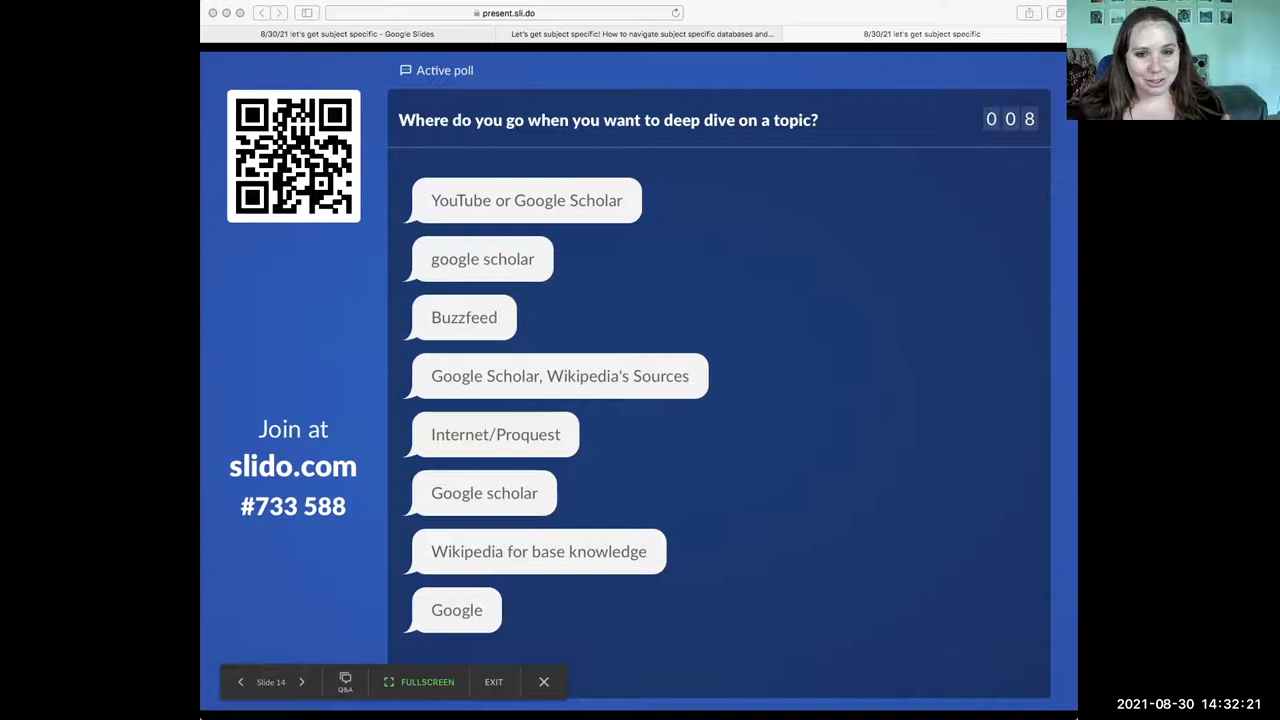 present.sli.do
8/30/21 let's get subject specific - Google Slides
Let's get subject specific! How to navigate subject specific databases and...
8/30/21 let's get subject specific
Active poll
Where do you go when you want to deep dive on a topic?
0 0 8
YouTube or Google Scholar
google scholar
Buzzfeed
Google Scholar, Wikipedia's Sources
Internet/Proquest
Google scholar
Wikipedia for base knowledge
Google
Join at
slido.com
#733 588
Slide 14
Q&A
FULLSCREEN
EXIT
2021-08-30 14:32:21